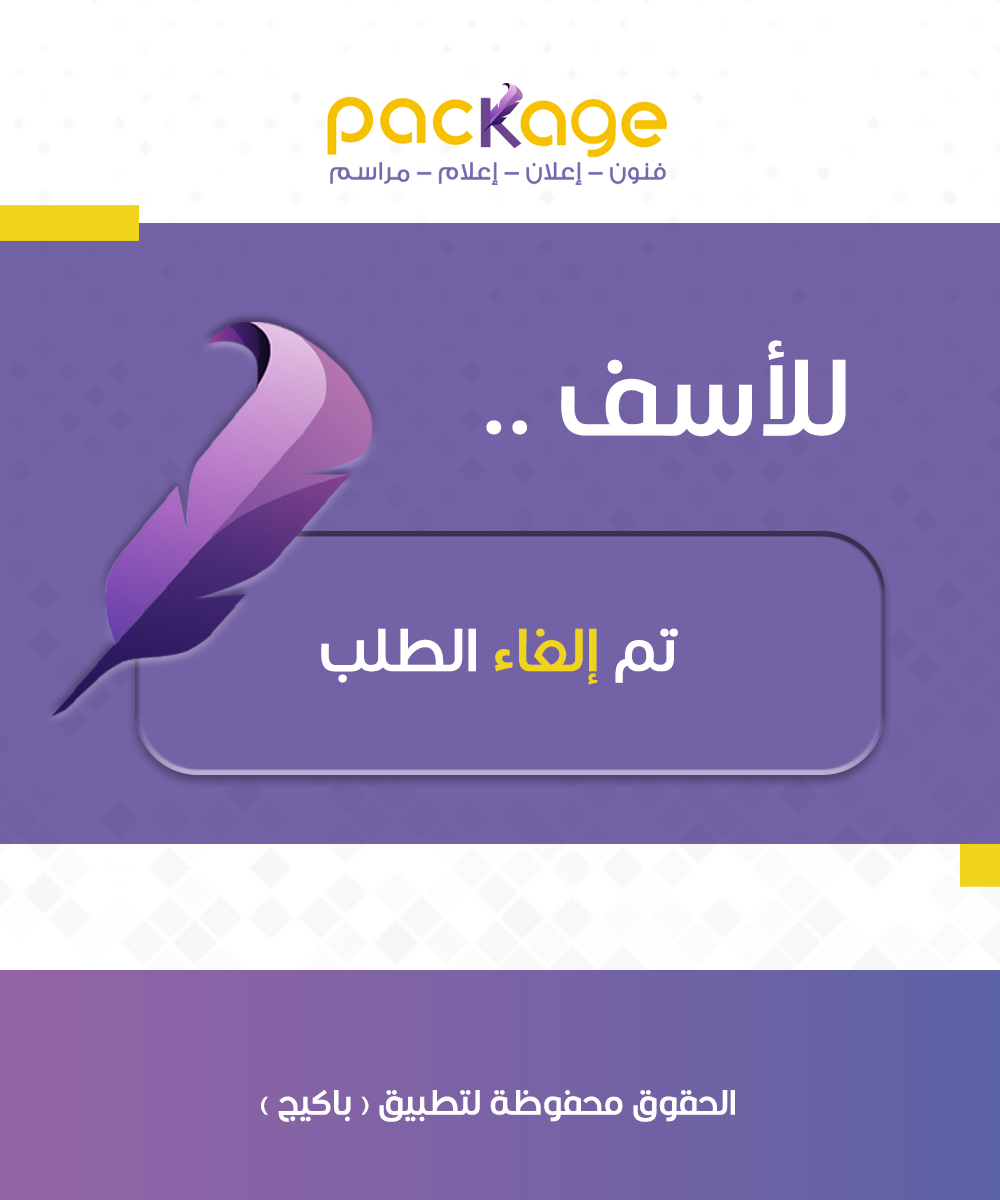 package
فنون – إعلان – إعلام – مراسم
للأسف ..
تم إلغاء الطلب
الحقوق محفوظة لتطبيق ( باكيج )